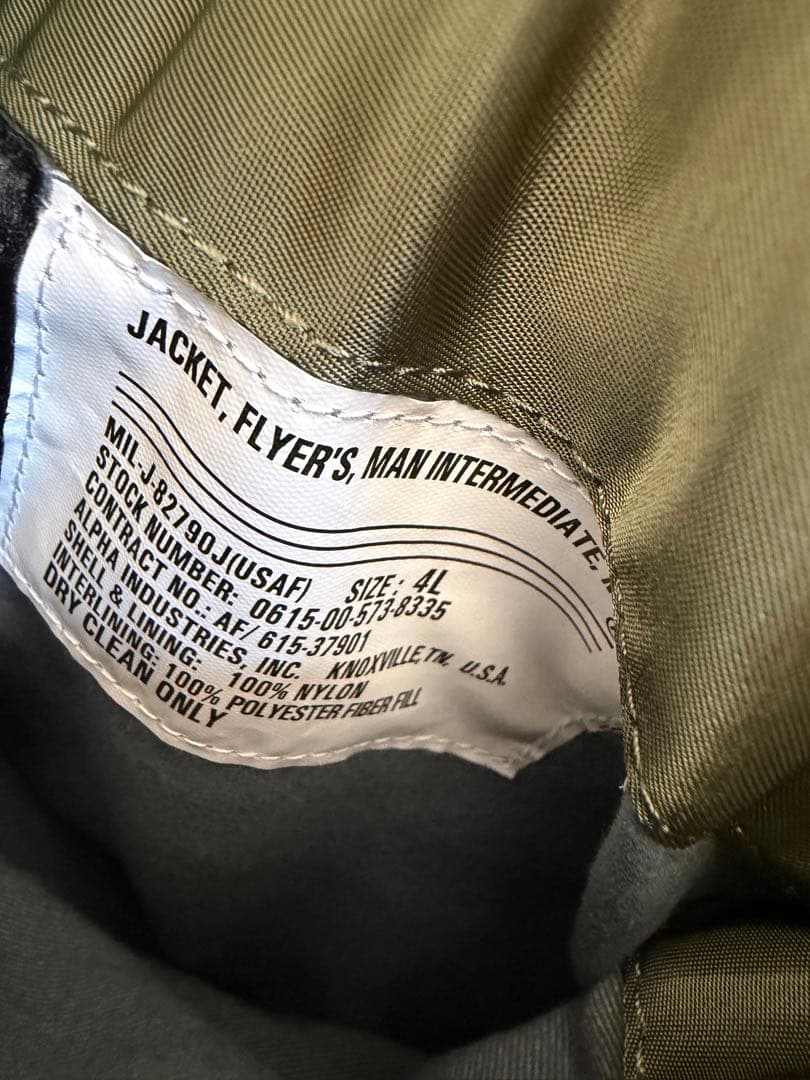 JACKET, FLYER'S, MAN INTERMEDIATE,
MIL-J-82790J(USAF) SIZE: 4L
STOCK NUMBER: 0615-00-573-8335
CONTRACT NO.: AF/ 615-37901
ALPHA INDUSTRIES, INC. KNOXVILLE, TN, U.S.A.
SHELL & LINING: 100% NYLON
INTERLINING: 100% POLYESTER FIBER FILL
DRY CLEAN ONLY